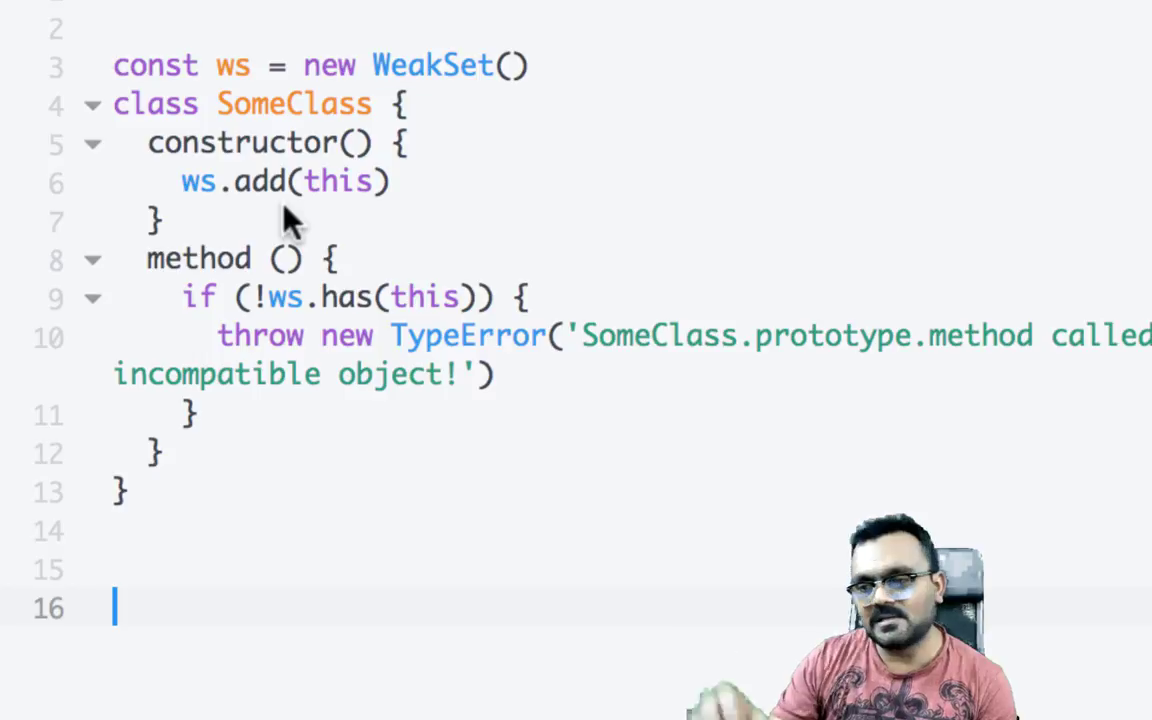 2
3 const ws = new WeakSet()
4 class SomeClass {
5 constructor() {
6 ws.add(this)
7 }
8 method () {
9 if (!ws.has(this)) {
10 throw new TypeError('SomeClass.prototype.method called
incompatible object!')
11 }
12 }
13 }
14
15
16